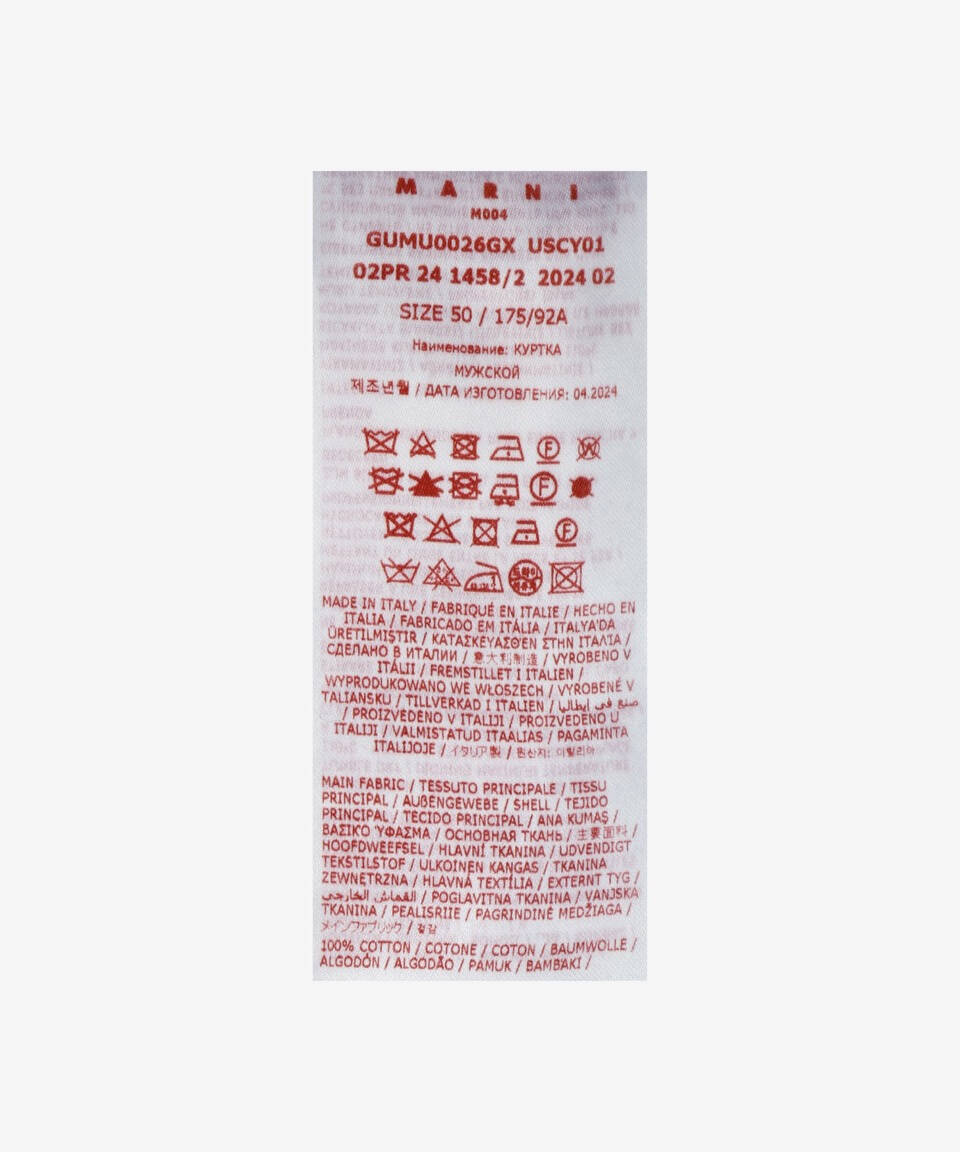 MARNI
M004
GUMU0026GX USCY01
02PR 24 1458/2 2024 02
SIZE 50 / 175/92A
Наименование: КУРТКА
МУЖСКОЙ
제조년월 / ДАТА ИЗГОТОВЛЕНИЯ: 04.2024
F W
F
F
드라이
MADE IN ITALY / FABRIQUÉ EN ITALIE / HECHO EN
ITALIA / FABRICADO EM ITÁLIA / ITALYA'DA
ÜRETILMIŞTIR / ΚΑΤΑΣΚΕΥΑΣΘΈΝ ΣΤΗΝ ΙΤΑΛΊΑ /
СДЕЛАНО В ИТАЛИИ / 意大利制造 / VYROBENO V
ITÁLII / FREMSTILLET I ITALIEN /
WYPRODUKOWANO WE WŁOSZECH / VYROBENÉ V
TALIANSKU / TILLVERKAD I ITALIEN / صنع في إيطاليا
/ PROIZVEDENO V ITALIJI / PROIZVEDENO U
ITALIJI / VALMISTATUD ITAALIAS / PAGAMINTA
ITALIJOJE / イタリア製 / 원산지: 이탈리아
MAIN FABRIC / TESSUTO PRINCIPALE / TISSU
PRINCIPAL / AUßENGEWEBE / SHELL / TEJIDO
PRINCIPAL / TECIDO PRINCIPAL / ANA KUMAŞ /
ΒΑΣΙΚΟ ΎΦΑΣΜΑ / ОСНОВНАЯ ТКАНЬ / 主要面料 /
HOOFDWEEFSEL / HLAVNÍ TKANINA / UDVENDIGT
TEKSTILSTOF / ULKOINEN KANGAS / TKANINA
ZEWNĘTRZNA / HLAVNÁ TEXTÍLIA / EXTERNT TYG /
القماش الخارجي / POGLAVITNA TKANINA / VANJSKA
TKANINA / PEALISRIIE / PAGRINDINĖ MEDŽIAGA /
メインファブリック / 겉감
100% COTTON / COTONE / COTON / BAUMWOLLE /
ALGODÓN / ALGODÃO / PAMUK / ΒΑΜΒΆΚΙ /